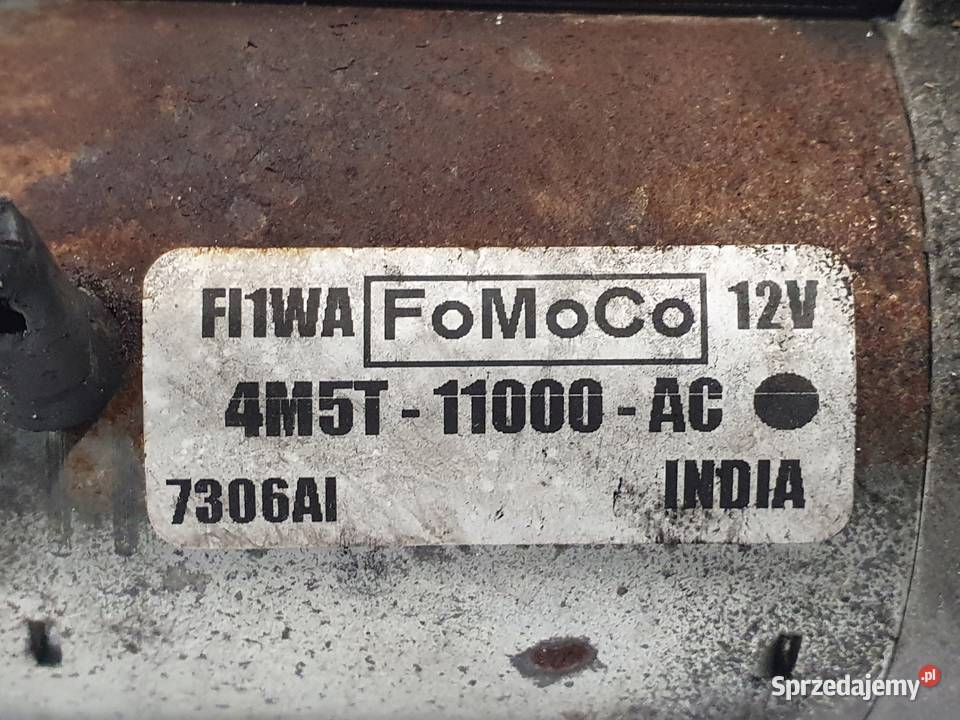 FI1WA FoMoCo 12V
4M5T - 11000 - AC
7306AI INDIA
Sprzedajemy.pl